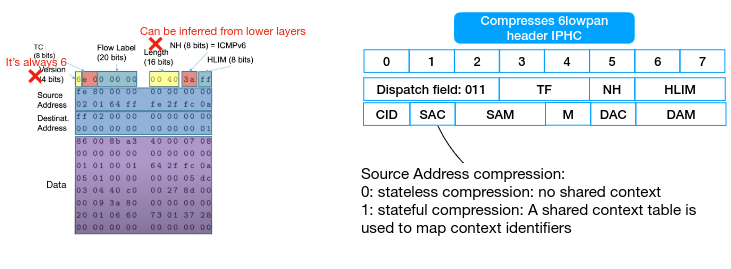 Can be inferred from lower layers
TC
(8 bits)
Flow Label
(20 bits)
Length
(16 bits)
NH (8 bits) = ICMPv6
HLIM (8 bits)
It's always 6
Version
(4 bits)
6e 00 00 00 00 40 3a ff
Source
Address
fe 80 00 00 00 00 00 00
02 01 64 ff fe 2f fc 0a
Destinat.
Address
ff 02 00 00 00 00 00 00
00 00 00 00 00 00 00 01
Data
86 00 8b a3 40 00 07 08
00 00 00 00 00 00 00 00
01 01 00 01 64 2f fc 0a
05 01 00 00 00 00 05 dc
03 04 40 c0 00 27 8d 00
00 09 3a 80 00 00 00 00
20 01 06 60 73 01 37 28
00 00 00 00 00 00 00 00
Compresses 6lowpan
header IPHC
0 1 2 3 4 5 6 7
Dispatch field: 011 TF NH HLIM
CID SAC SAM M DAC DAM
Source Address compression:
0: stateless compression: no shared context
1: stateful compression: A shared context table is
used to map context identifiers